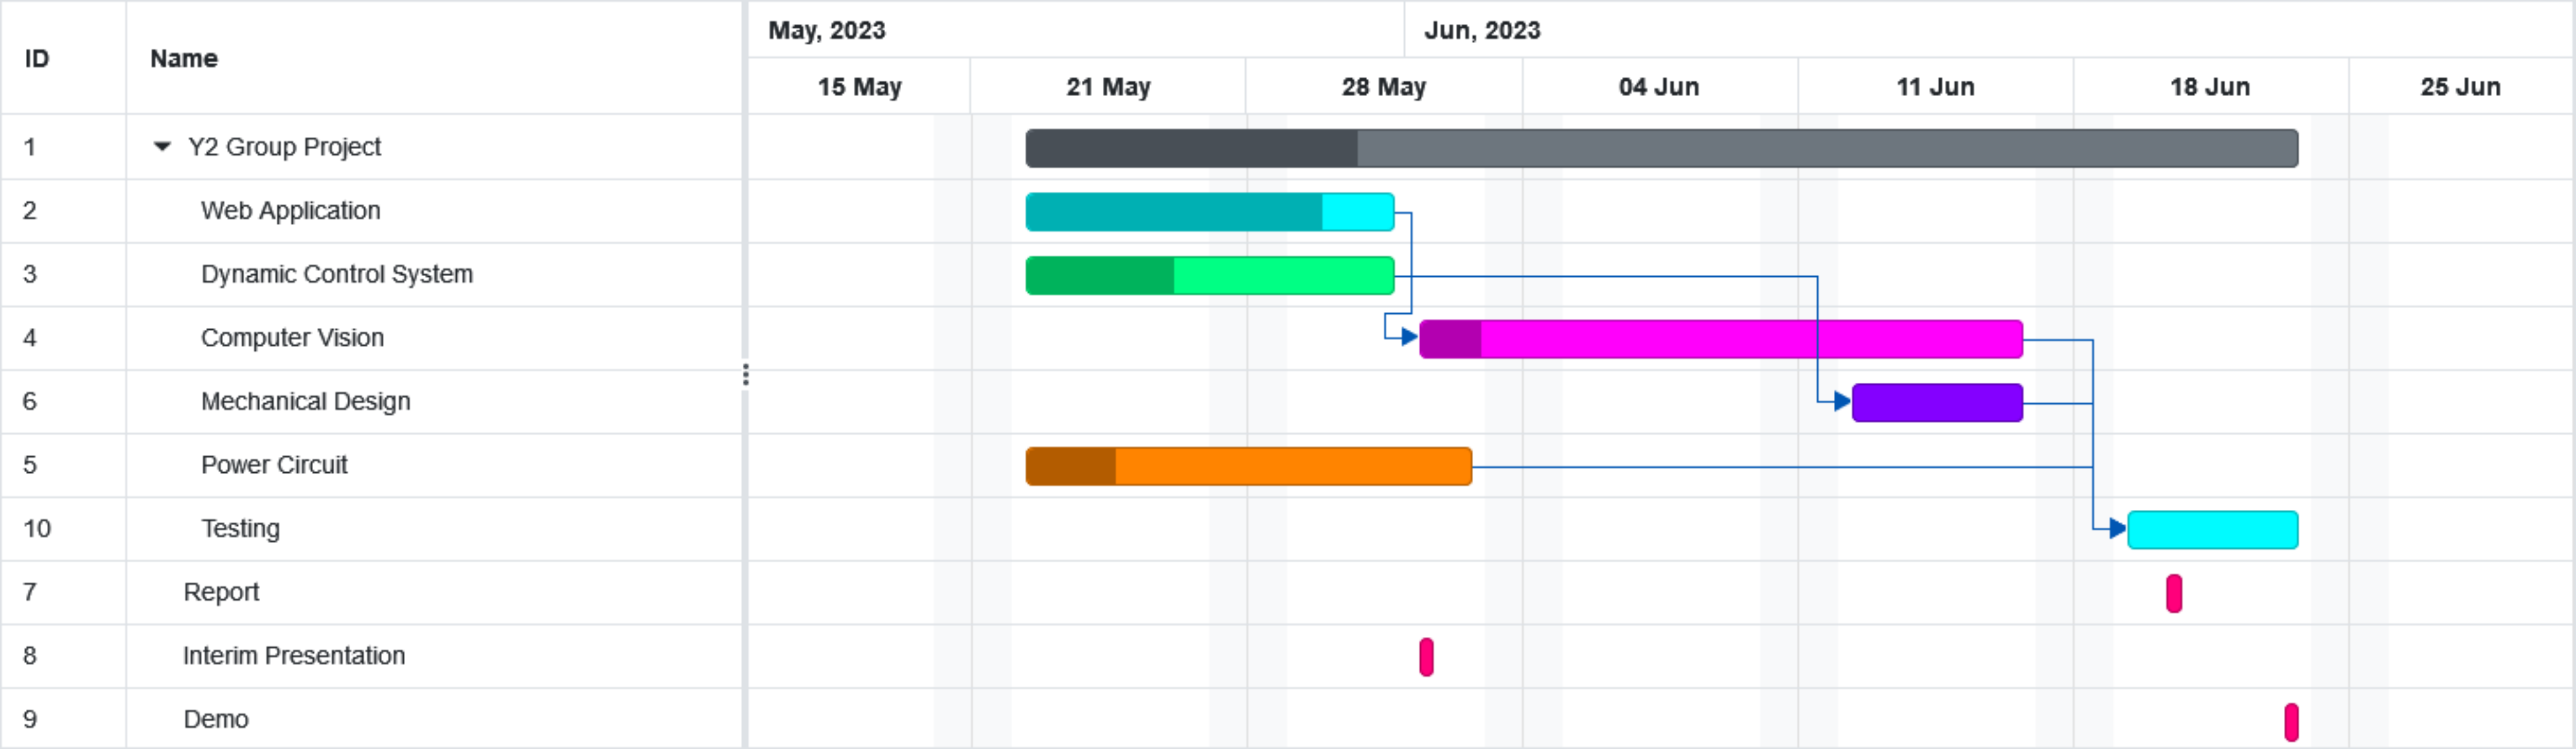 May, 2023 Jun, 2023
ID Name
15 May 21 May 28 May 04 Jun 11 Jun 18 Jun 25 Jun
1 Y2 Group Project
2 Web Application
3 Dynamic Control System
4 Computer Vision
6 Mechanical Design
5 Power Circuit
10 Testing
7 Report
8 Interim Presentation
9 Demo